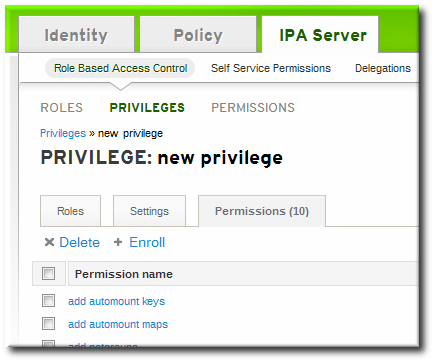 Identity Policy IPA Server
Role Based Access Control Self Service Permissions Delegations
ROLES PRIVILEGES PERMISSIONS
Privileges » new privilege
PRIVILEGE: new privilege
Roles Settings Permissions (10)
Delete Enroll
Permission name
add automount keys
add automount maps